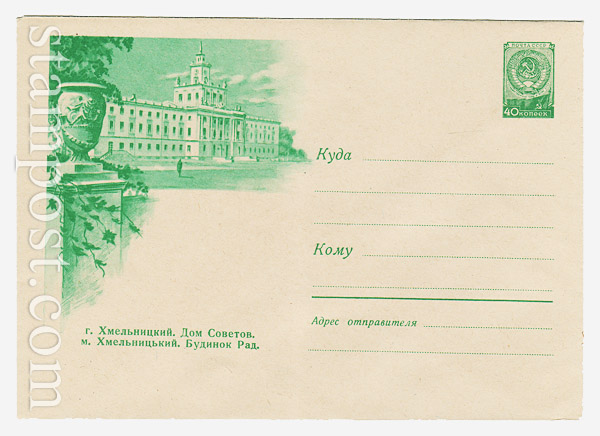 stampost.com
ПОЧТА СССР
40 КОПЕЕК
Куда
Кому
г. Хмельницкий. Дом Советов.
м. Хмельницький. Будинок Рад.
Адрес отправителя